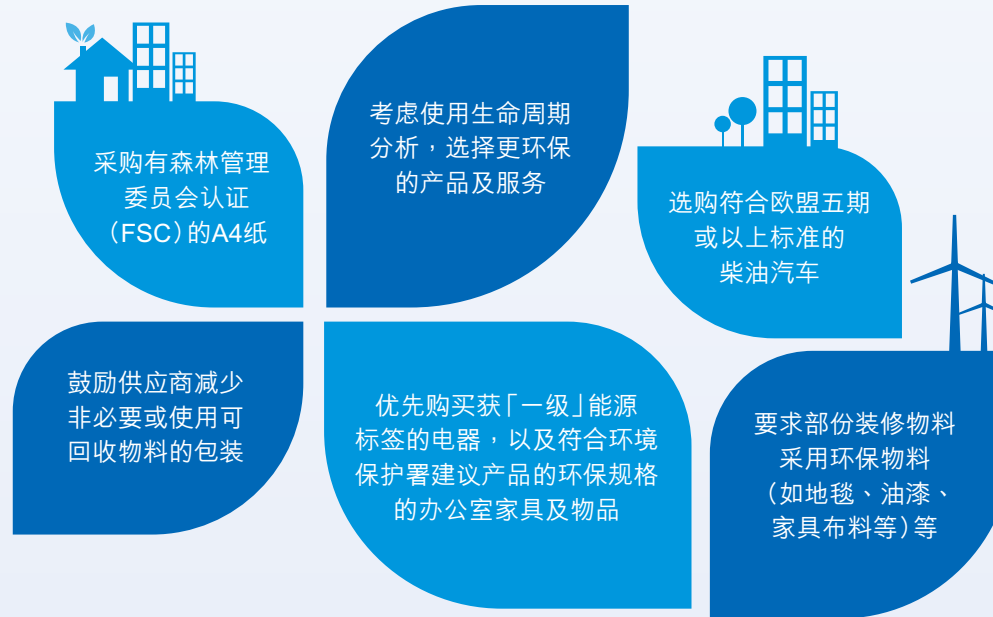 采购有森林管理
委员会认证
（FSC）的A4纸
考虑使用生命周期
分析，选择更环保
的产品及服务
选购符合欧盟五期
或以上标准的
柴油汽车
鼓励供应商减少
非必要或使用可
回收物料的包装
优先购买获「一级」能源
标签的电器，以及符合环境
保护署建议产品的环保规格
的办公室家具及物品
要求部份装修物料
采用环保物料
（如地毯、油漆、
家具布料等）等